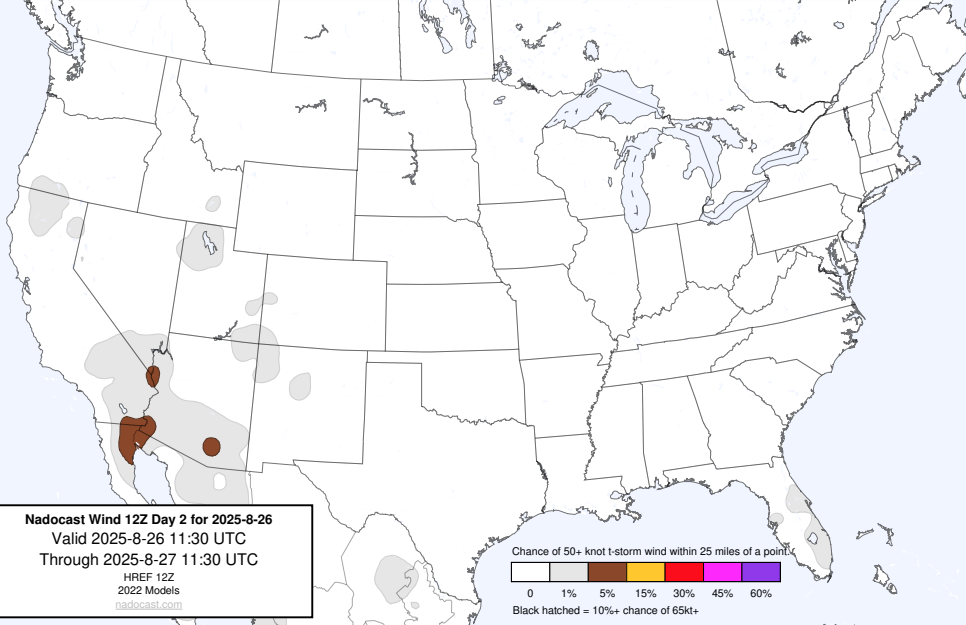 Nadocast Wind 12Z Day 2 for 2025-8-26
Valid 2025-8-26 11:30 UTC
Through 2025-8-27 11:30 UTC
HREF 12Z
2022 Models
nadocast.com
Chance of 50+ knot t-storm wind within 25 miles of a point.
0 1% 5% 15% 30% 45% 60%
Black hatched = 10%+ chance of 65kt+